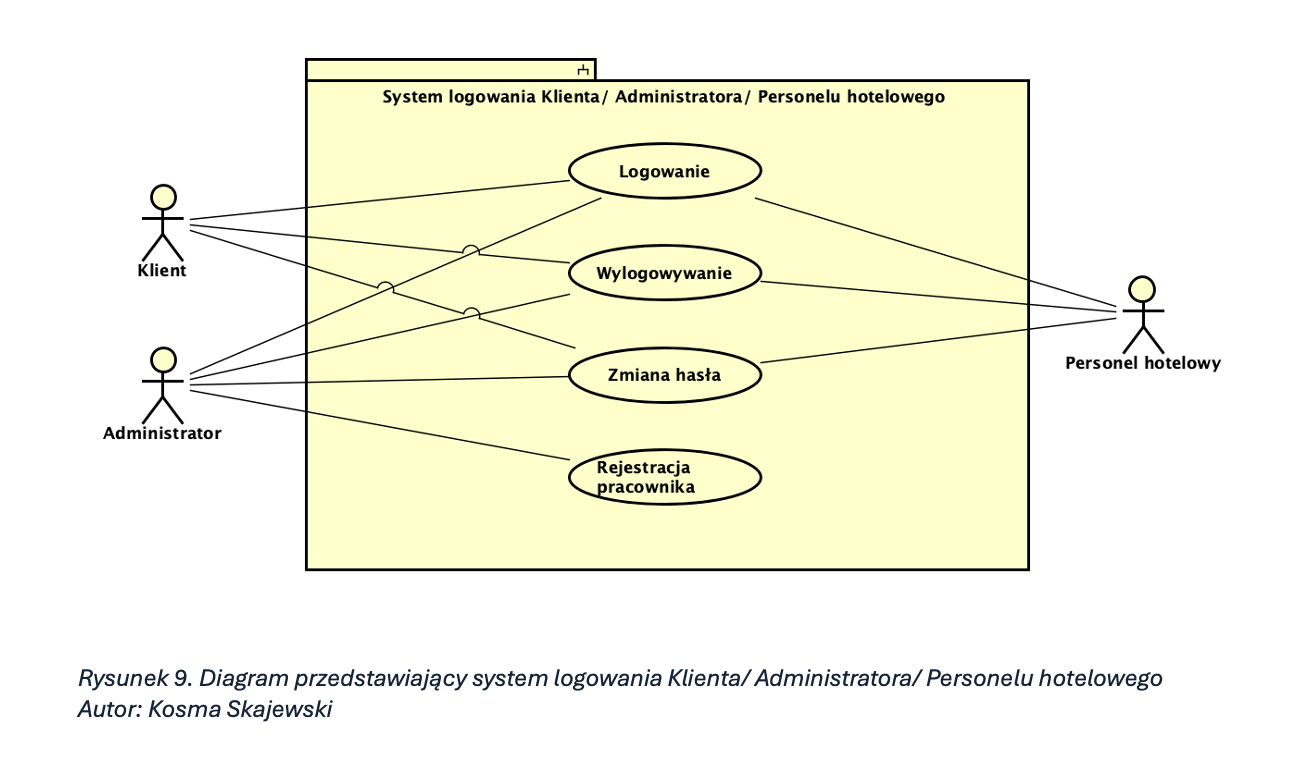 System logowania Klienta/ Administratora/ Personelu hotelowego
Logowanie
Klient
Wylogowywanie
Personel hotelowy
Zmiana hasła
Administrator
Rejestracja
pracownika
Rysunek 9. Diagram przedstawiający system logowania Klienta/ Administratora/ Personelu hotelowego
Autor: Kosma Skajewski